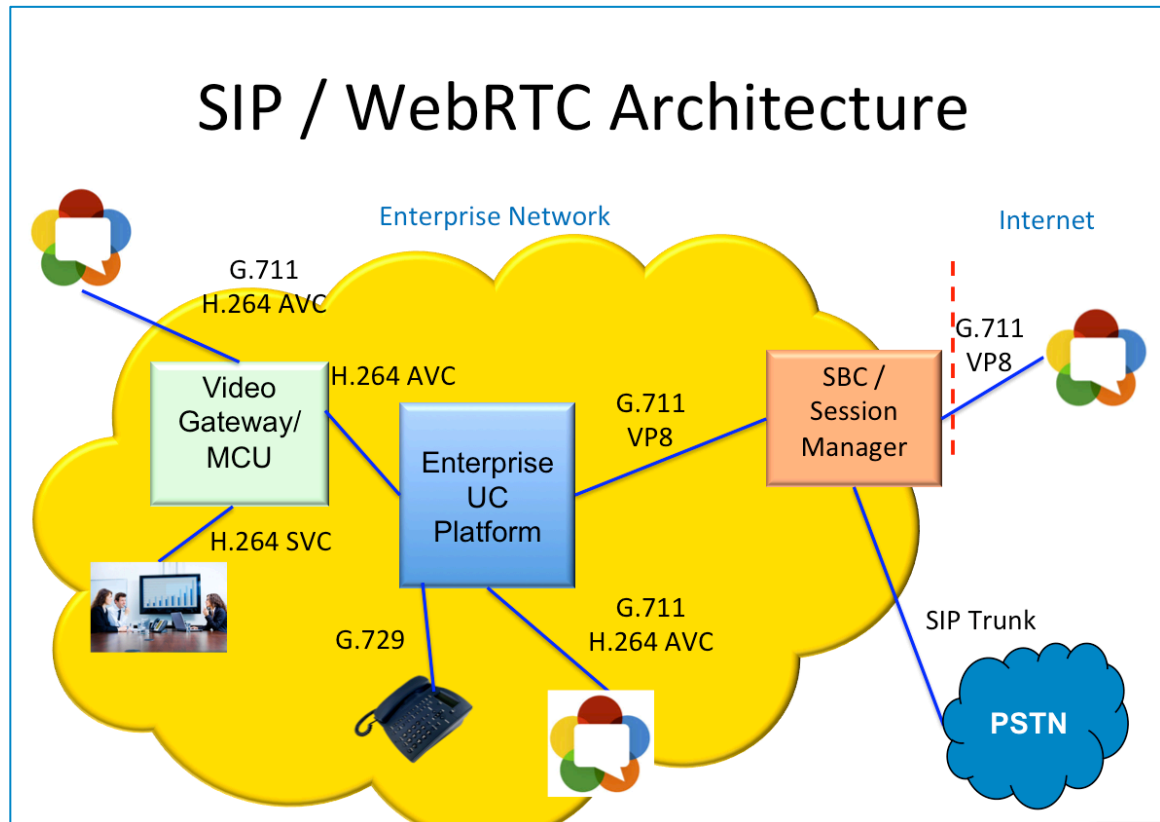 SIP / WebRTC Architecture
Enterprise Network
Internet
G.711
H.264 AVC
G.711
VP8
H.264 AVC
Video
Gateway/
MCU
SBC /
Session
Manager
G.711
VP8
Enterprise
UC
Platform
H.264 SVC
G.729
G.711
H.264 AVC
SIP Trunk
PSTN